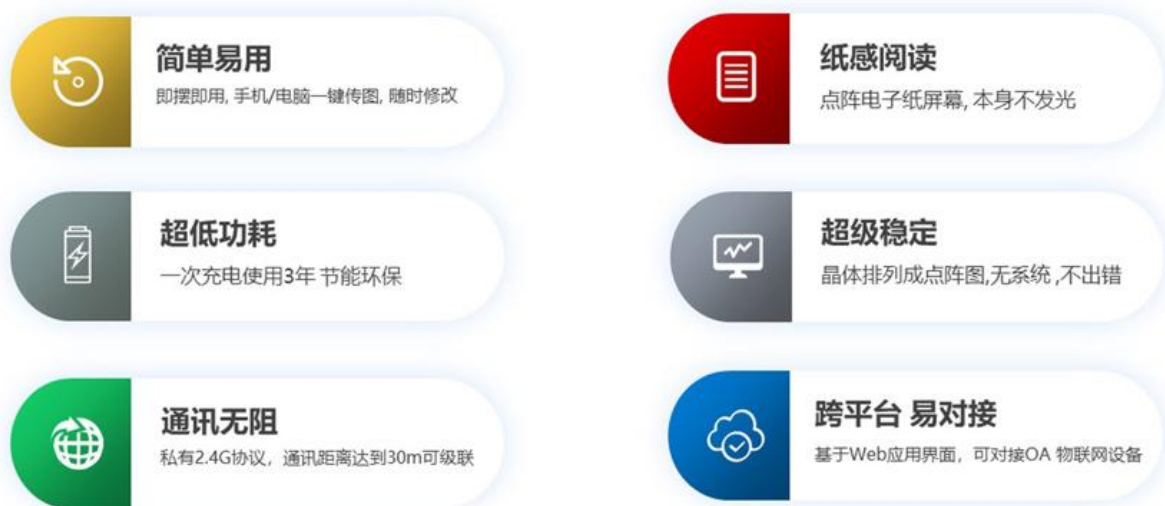 简单易用
即摆即用, 手机/电脑一键传图, 随时修改
纸感阅读
点阵电子纸屏幕, 本身不发光
超低功耗
一次充电使用3年 节能环保
超级稳定
晶体排列成点阵图,无系统 ,不出错
通讯无阻
私有2.4G协议，通讯距离达到30m可级联
跨平台 易对接
基于Web应用界面，可对接OA 物联网设备